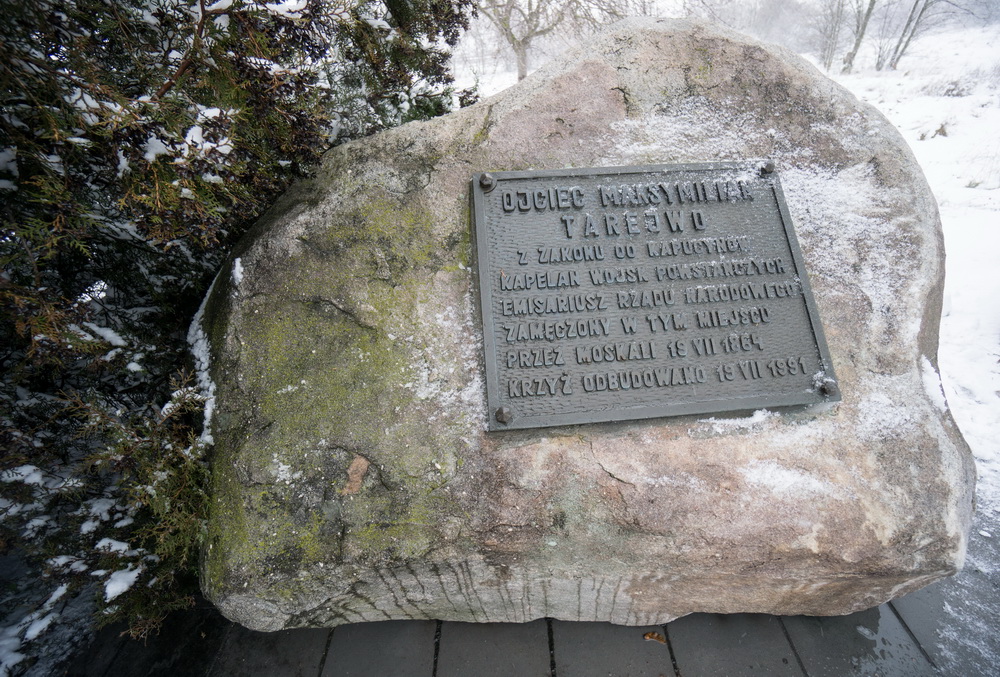 OJCIEC MAKSYMILIAN
TAREJWO
Z ZAKONU OO KAPUCYNÓW
KAPELAN WOJSK POWSTAŃCZYCH
EMISARIUSZ RZĄDU NARODOWEGO
ZAMĘCZONY W TYM MIEJSCU
PRZEZ MOSKALI 19 VII 1864
KRZYŻ ODBUDOWANO 19 VII 1991